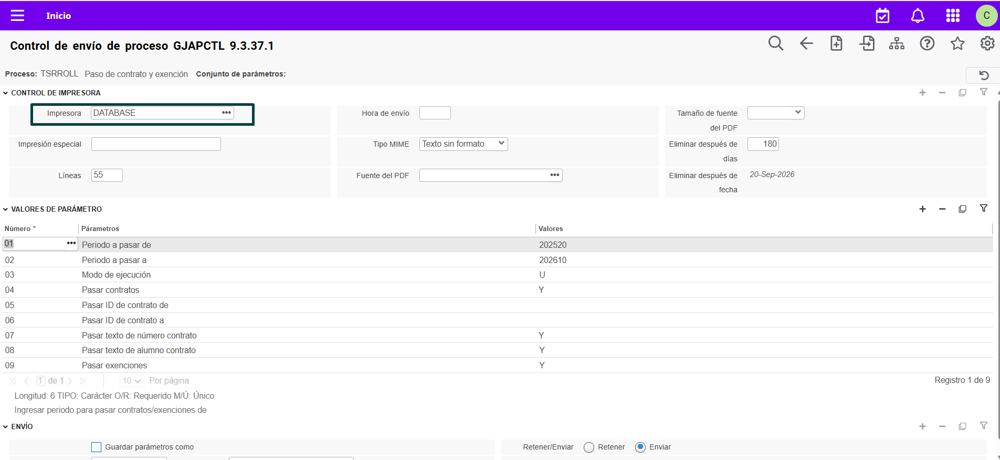 Inicio
C
Control de envío de proceso GJAPCTL 9.3.37.1
Proceso: TSRROLL Paso de contrato y exención Conjunto de parámetros:
CONTROL DE IMPRESORA
Impresora DATABASE ••• Hora de envío Tamaño de fuente
del PDF
Impresión especial Tipo MIME Texto sin formato Eliminar después de 180
días
Líneas 55 Fuente del PDF ••• Eliminar después de 20-Sep-2026
fecha
VALORES DE PARÁMETRO
Número * Párametros Valores
01 ••• Periodo a pasar de 202520
02 Periodo a pasar a 202610
03 Modo de ejecución U
04 Pasar contratos Y
05 Pasar ID de contrato de
06 Pasar ID de contrato a
07 Pasar texto de número contrato Y
08 Pasar texto de alumno contrato Y
09 Pasar exenciones Y
1 de 1 10 Por página Registro 1 de 9
Longitud: 6 TIPO: Carácter O/R: Requerido M/Ú: Único
Ingresar periodo para pasar contratos/exenciones de
ENVÍO
Guardar parámetros como Retener/Enviar Retener Enviar